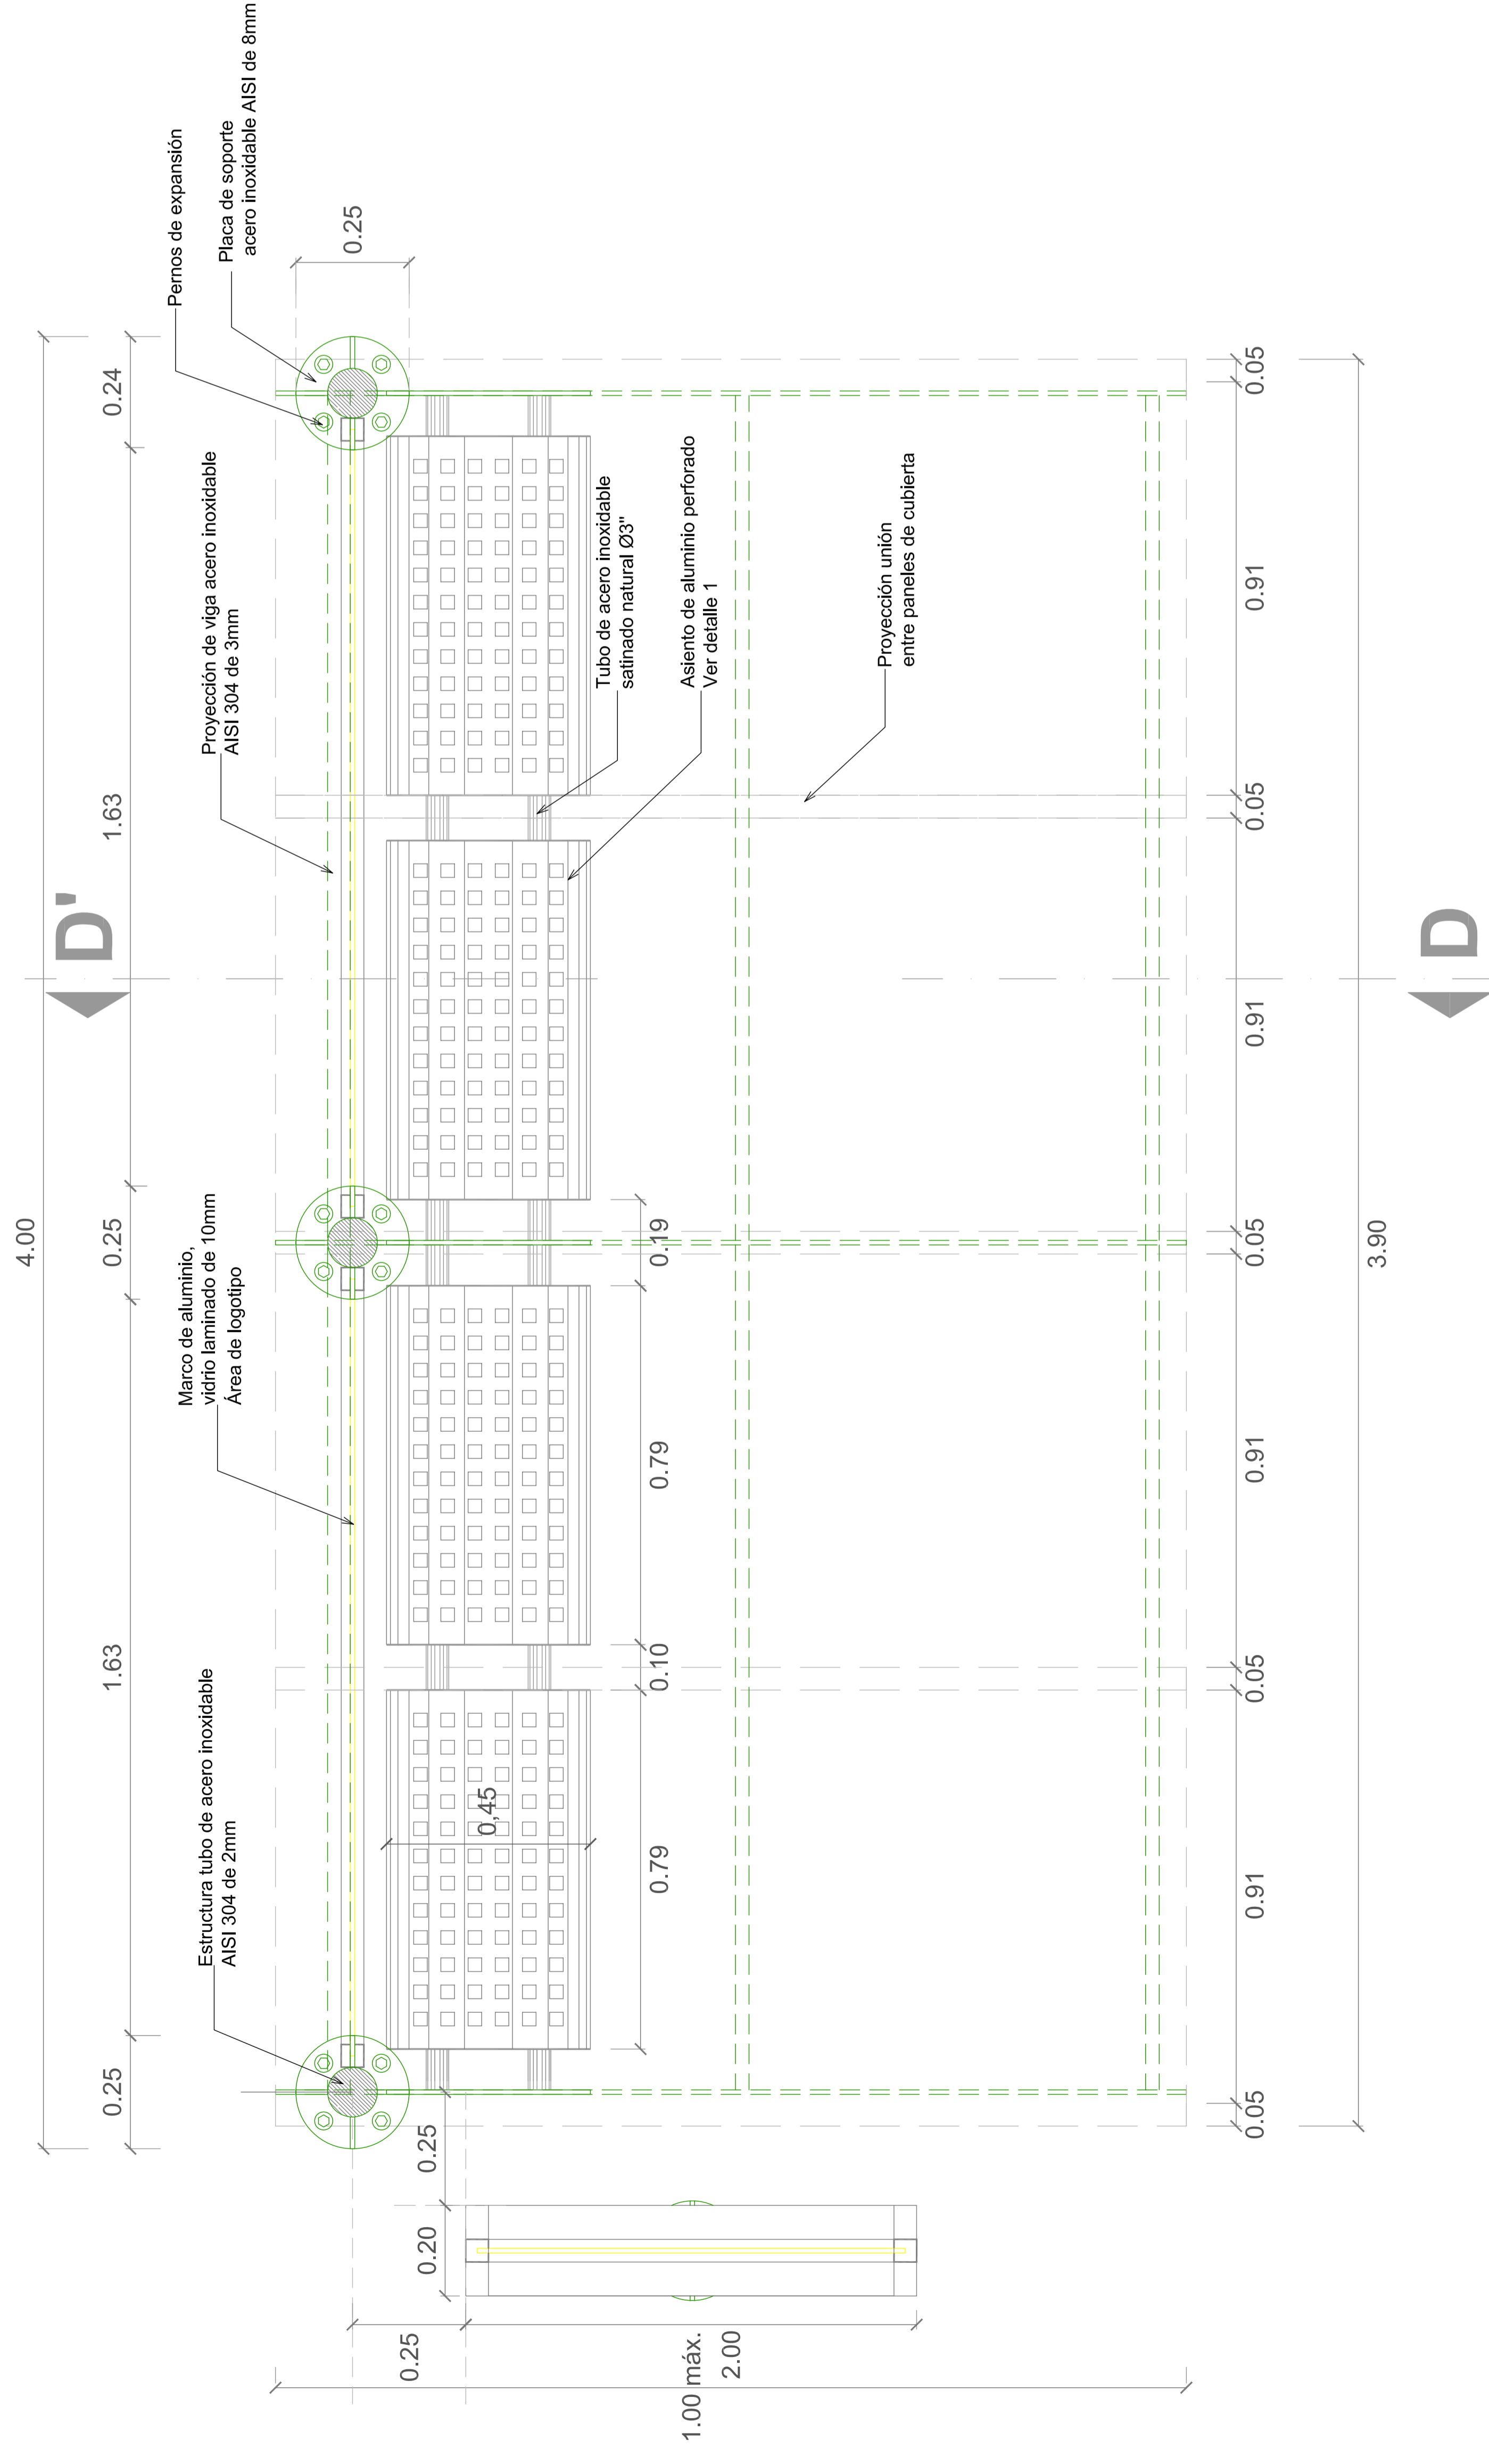 4.00
0.25
1.63
0.25
1.63
0.24
D'
Estructura tubo de acero inoxidable
AISI 304 de 2mm
Marco de aluminio,
vidrio laminado de 10mm
Área de logotipo
Proyección de viga acero inoxidable
AISI 304 de 3mm
Pernos de expansión
Placa de soporte
acero inoxidable AISI de 8mm
0.25
0.25
0.20
0.25
1.00 máx.
2.00
0,45
0.79
0.10
0.79
0.19
Tubo de acero inoxidable
satinado natural Ø3"
Asiento de aluminio perforado
Ver detalle 1
Proyección unión
entre paneles de cubierta
0.05
0.91
0.05
0.91
0.05
0.91
0.05
0.91
0.05
3.90
D